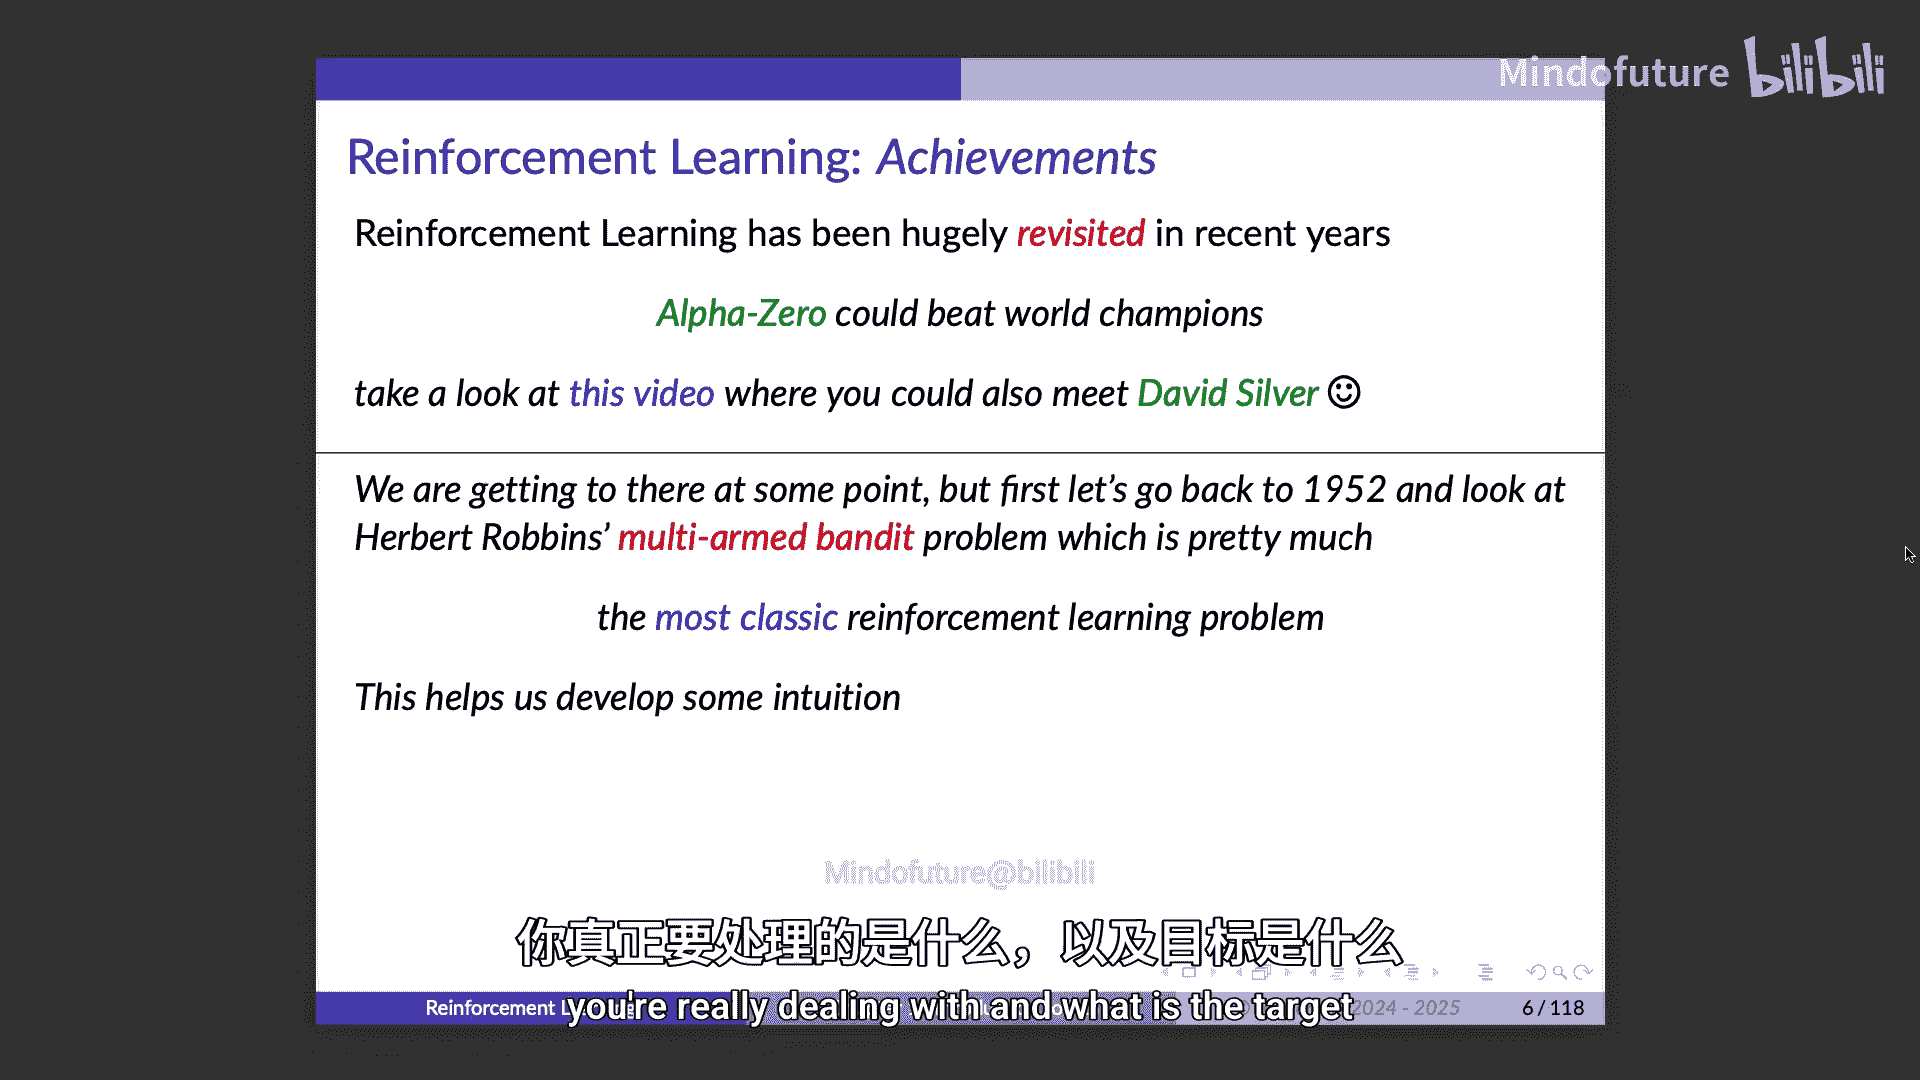 Mindofuture bilibili
Reinforcement Learning: Achievements
Reinforcement Learning has been hugely revisited in recent years
Alpha-Zero could beat world champions
take a look at this video where you could also meet David Silver ☺
We are getting to there at some point, but first let's go back to 1952 and look at
Herbert Robbins' multi-armed bandit problem which is pretty much
the most classic reinforcement learning problem
This helps us develop some intuition
Mindofuture@bilibili
你真正要处理的是什么，以及目标是什么
you're really dealing with and what is the target
Reinforcement 2024 - 2025 6 / 118